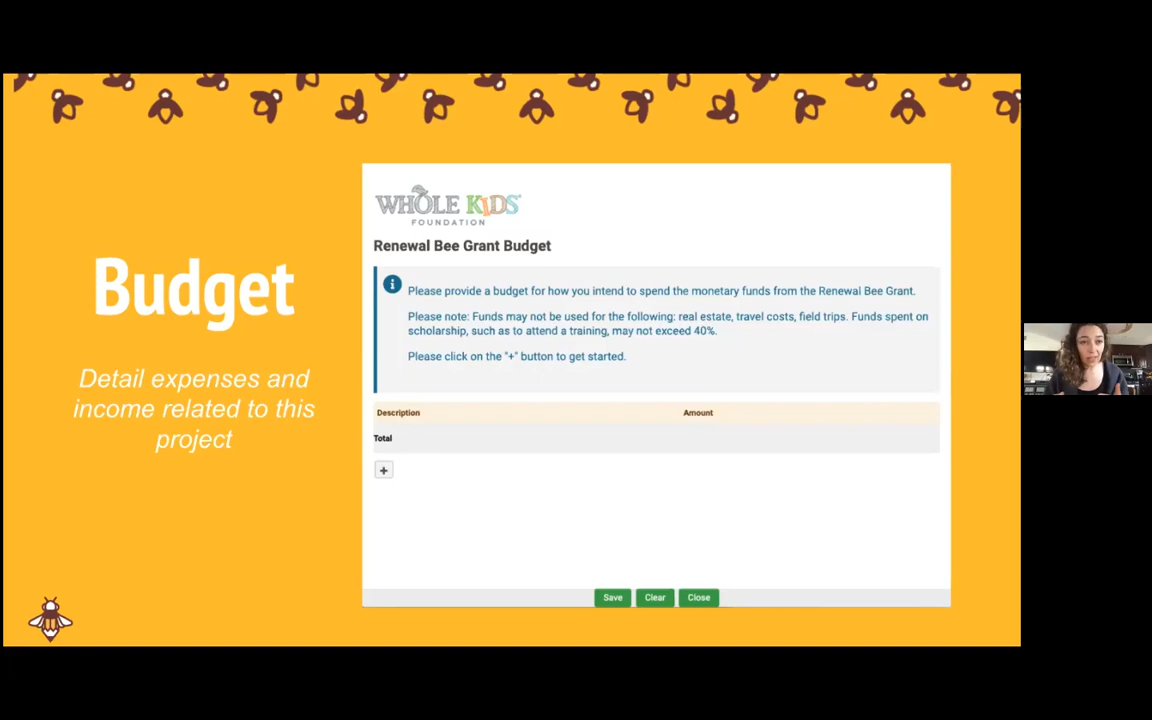 Budget
Detail expenses and
income related to this
project
WHOLE KIDS
FOUNDATION
Renewal Bee Grant Budget
Please provide a budget for how you intend to spend the monetary funds from the Renewal Bee Grant.
Please note: Funds may not be used for the following: real estate, travel costs, field trips. Funds spent on
scholarship, such as to attend a training, may not exceed 40%.
Please click on the "+" button to get started.
Description Amount
Total
+
Save Clear Close